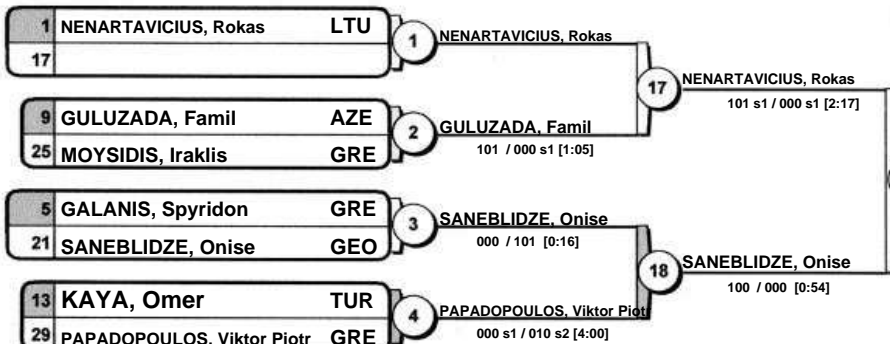 1 NENARTAVICIUS, Rokas LTU
17
1
NENARTAVICIUS, Rokas
9 GULUZADA, Famil AZE
25 MOYSIDIS, Iraklis GRE
2
GULUZADA, Famil
101 / 000 s1 [1:05]
17
NENARTAVICIUS, Rokas
101 s1 / 000 s1 [2:17]
5 GALANIS, Spyridon GRE
21 SANEBLIDZE, Onise GEO
3
SANEBLIDZE, Onise
000 / 101 [0:16]
13 KAYA, Omer TUR
29 PAPADOPOULOS, Viktor Piotr GRE
4
PAPADOPOULOS, Viktor Piotr
000 s1 / 010 s2 [4:00]
18
SANEBLIDZE, Onise
100 / 000 [0:54]